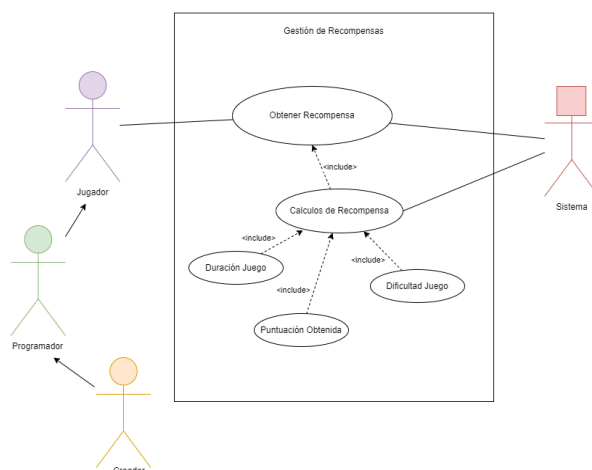 Gestión de Recompensas
Obtener Recompensa
<include>
Jugador
Calculos de Recompensa
Sistema
<include>
Duración Juego
<include>
<include>
Dificultad Juego
Puntuación Obtenida
Programador
Creador